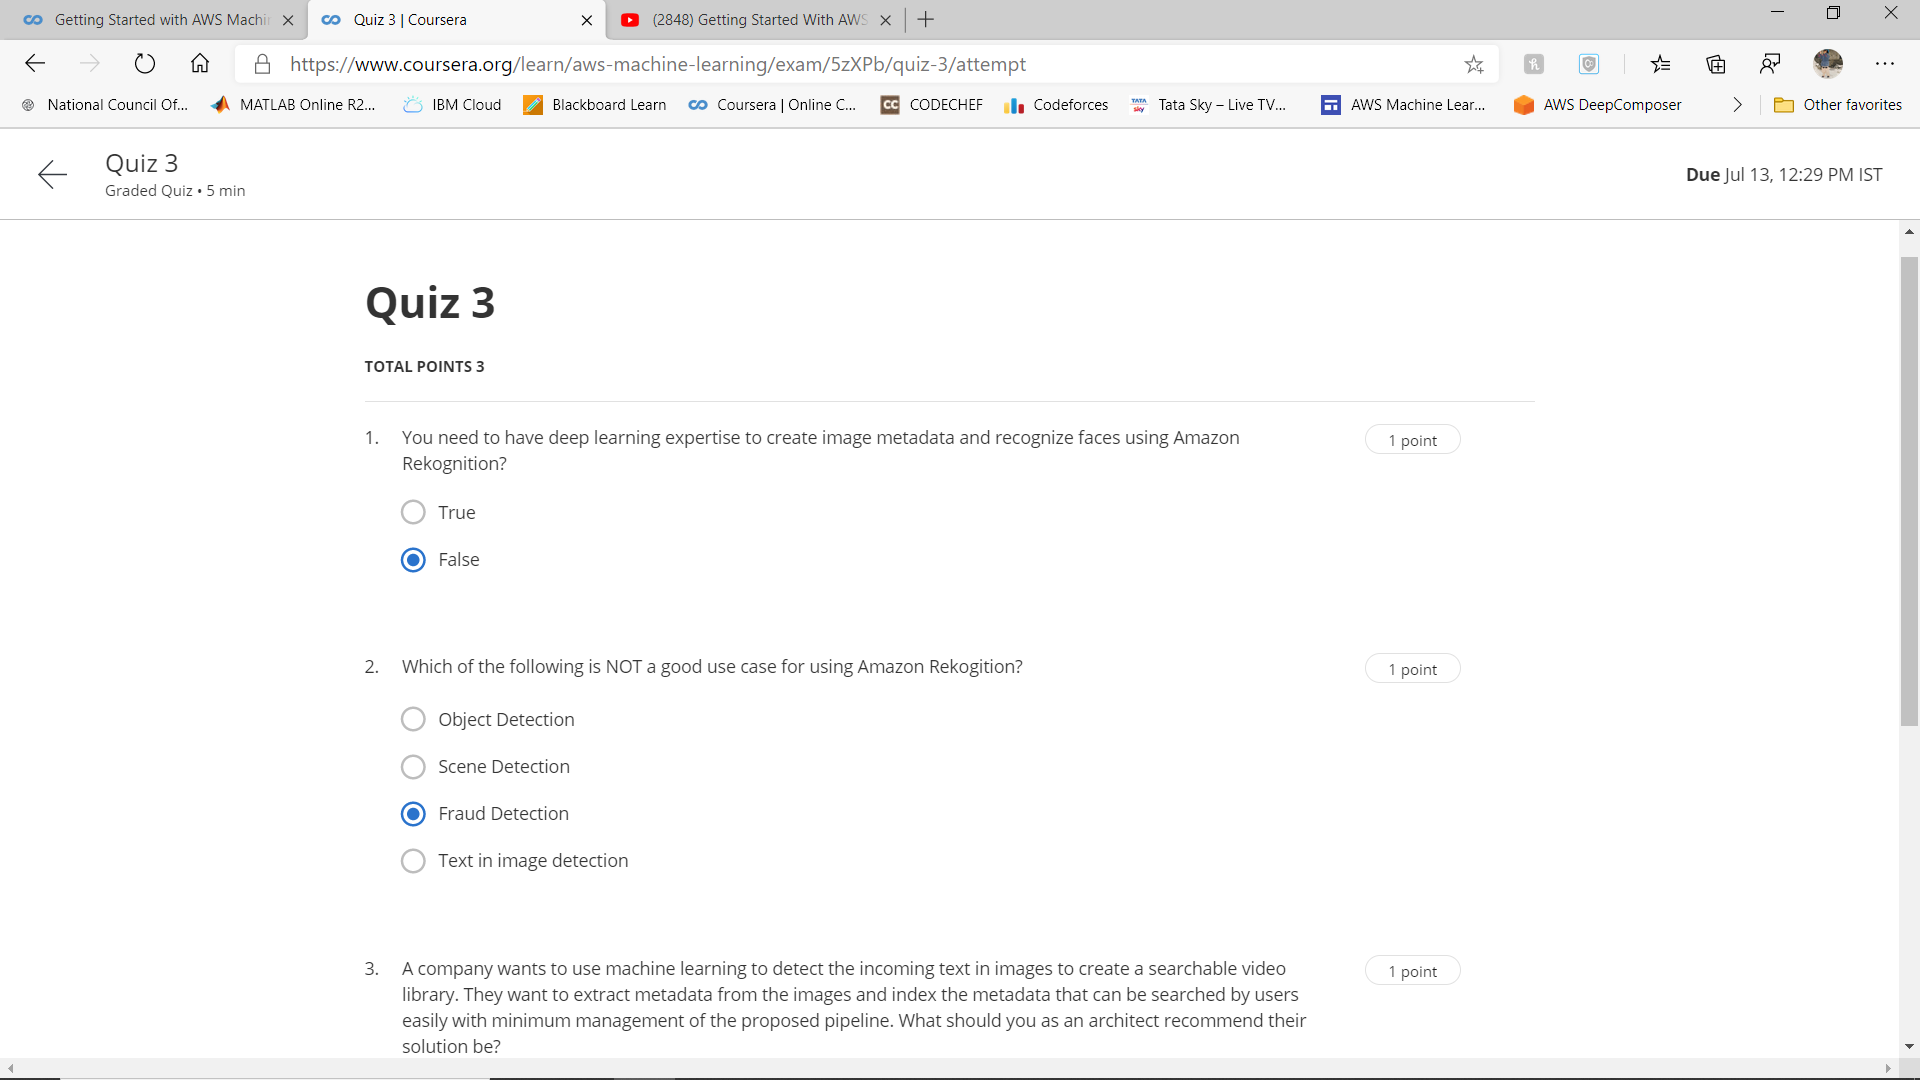 Getting Started with AWS Machi
Quiz 3 | Coursera
(2848) Getting Started With AWS
https://www.coursera.org/learn/aws-machine-learning/exam/5zXPb/quiz-3/attempt
National Council Of...
MATLAB Online R2...
IBM Cloud
Blackboard Learn
Coursera | Online C...
CC CODECHEF
Codeforces
TATA sky Tata Sky – Live TV...
AWS Machine Lear...
AWS DeepComposer
Other favorites
Quiz 3
Graded Quiz • 5 min
Due Jul 13, 12:29 PM IST
Quiz 3
TOTAL POINTS 3
1. You need to have deep learning expertise to create image metadata and recognize faces using Amazon
Rekognition?
1 point
True
False
2. Which of the following is NOT a good use case for using Amazon Rekogition?
1 point
Object Detection
Scene Detection
Fraud Detection
Text in image detection
3. A company wants to use machine learning to detect the incoming text in images to create a searchable video
1 point
library. They want to extract metadata from the images and index the metadata that can be searched by users
easily with minimum management of the proposed pipeline. What should you as an architect recommend their
solution be?